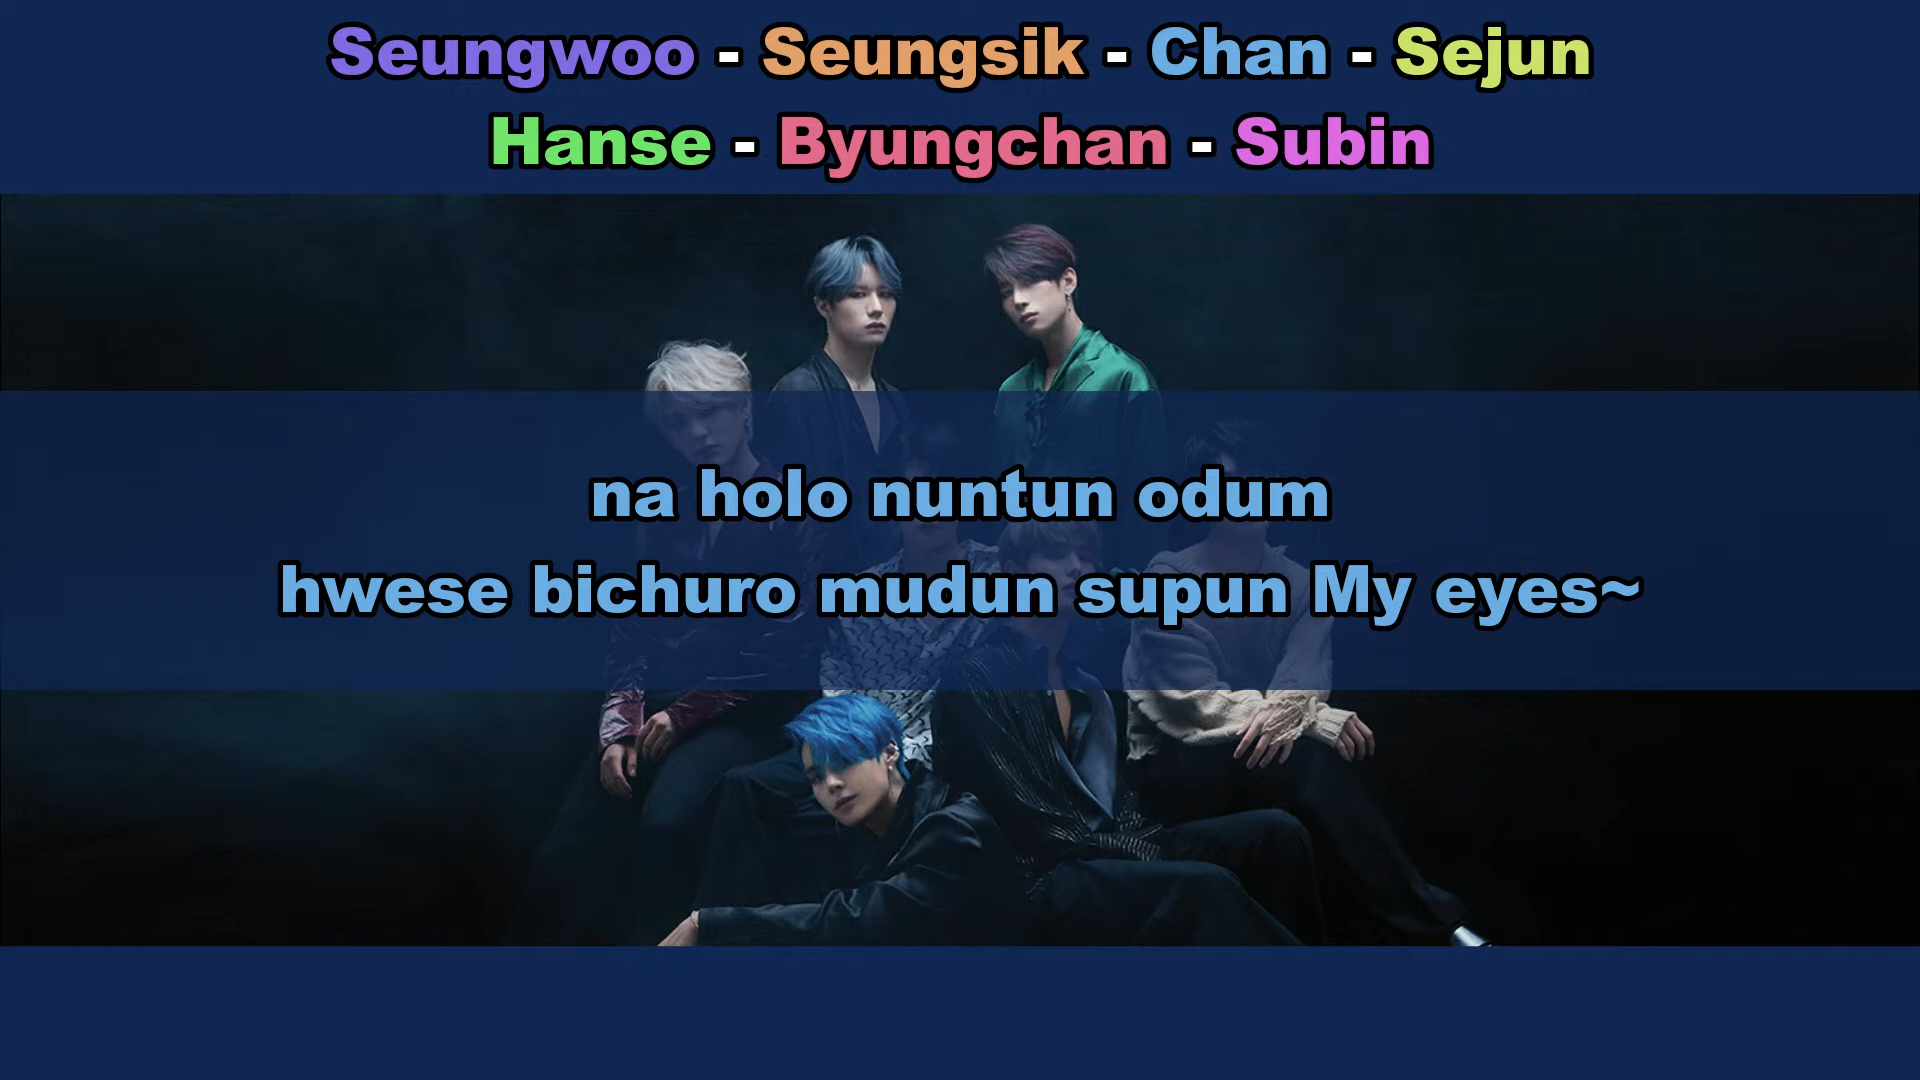 Seungwoo - Seungsik - Chan - Sejun
Hanse - Byungchan - Subin
na holo nuntun odum
hwese bichuro mudun supun My eyes~